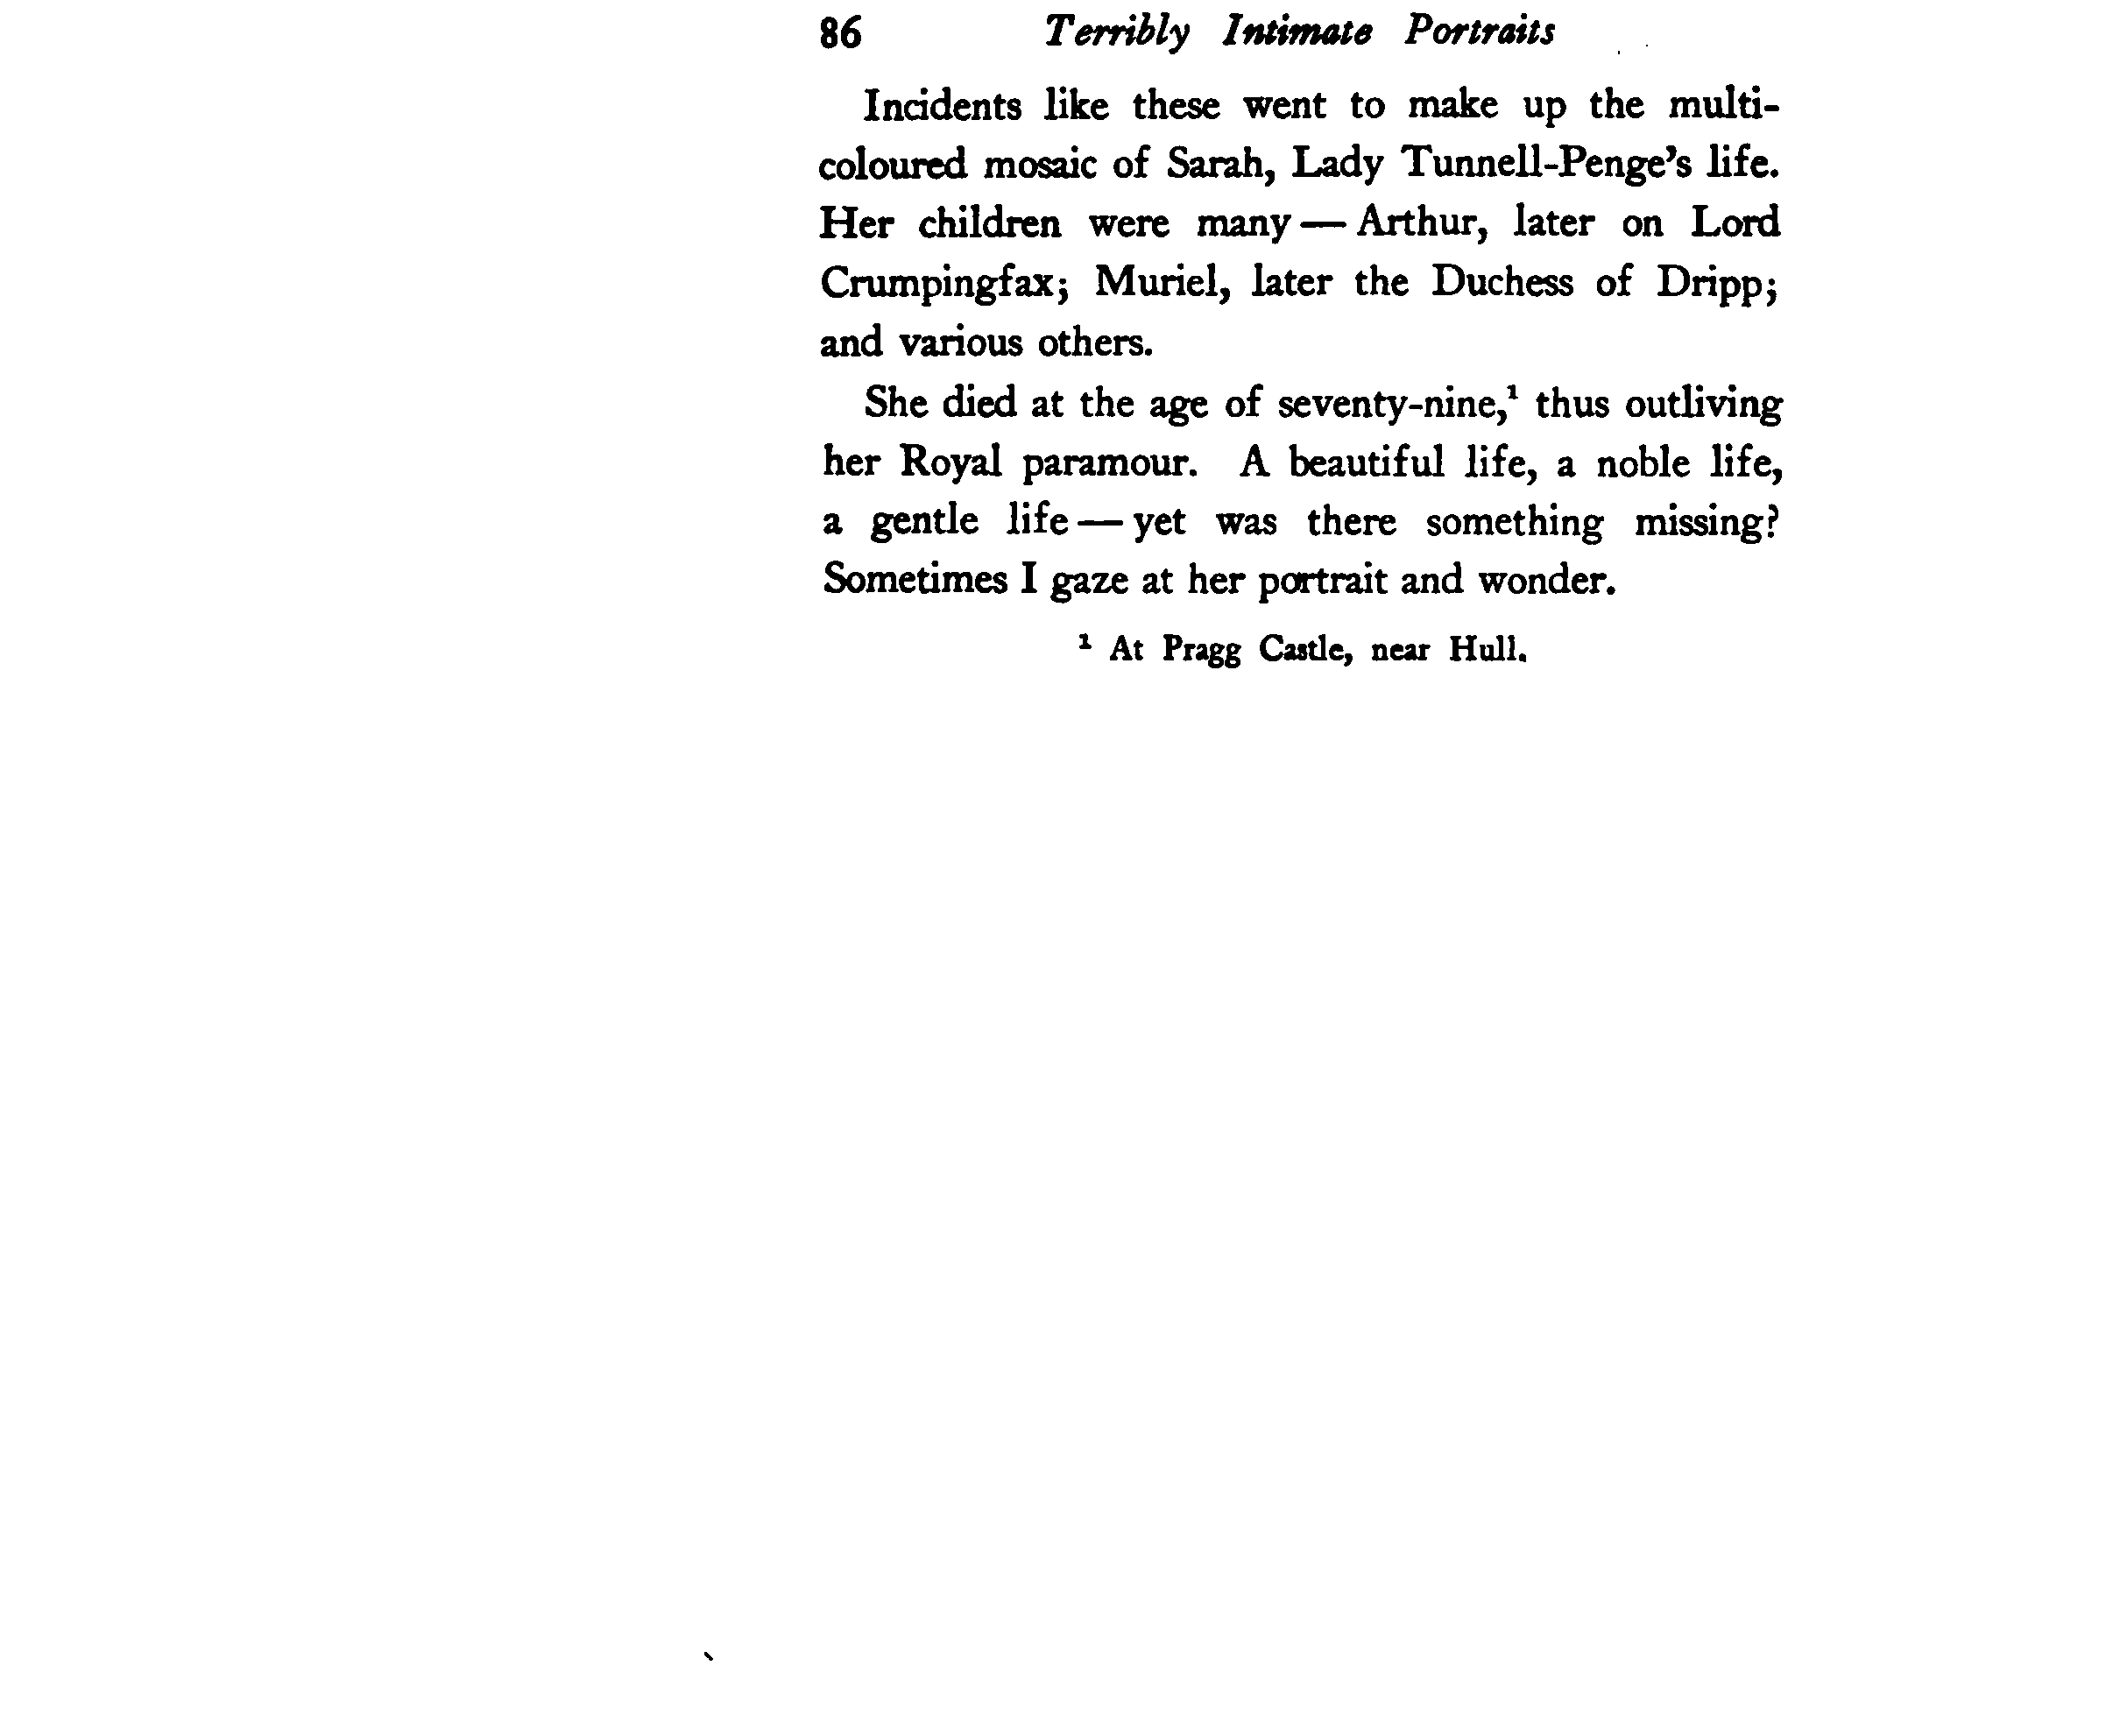 86 Terribly Intimate Portraits
Incidents like these went to make up the multi-
coloured mosaic of Sarah, Lady Tunnell-Penge's life.
Her children were many — Arthur, later on Lord
Crumpingfax; Muriel, later the Duchess of Dripp;
and various others.
She died at the age of seventy-nine,¹ thus outliving
her Royal paramour. A beautiful life, a noble life,
a gentle life — yet was there something missing?
Sometimes I gaze at her portrait and wonder.
¹ At Pragg Castle, near Hull.